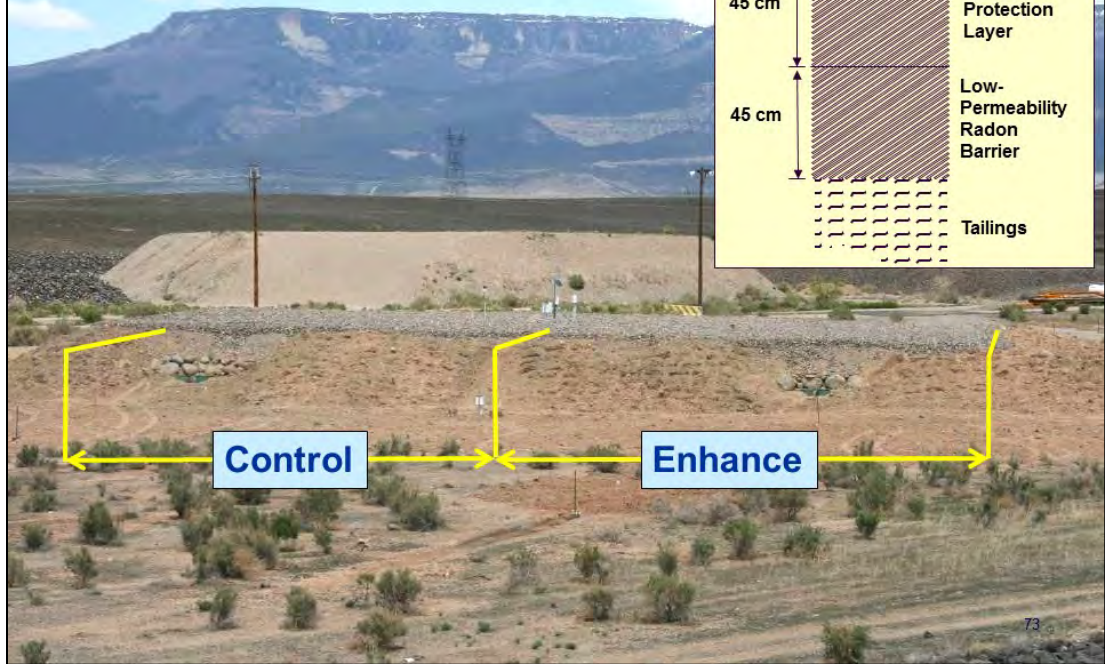 45 cm
Protection
Layer
45 cm
Low-
Permeability
Radon
Barrier
Tailings
Control
Enhance
73